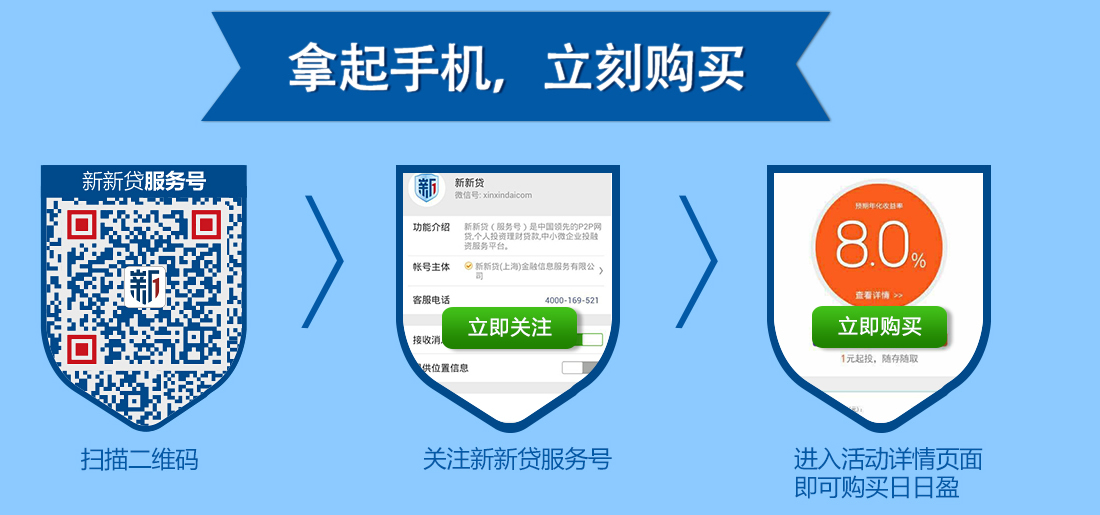 拿起手机，立刻购买
新新贷服务号
新1
扫描二维码
新1
新新贷
微信号: xinxindaicom
功能介绍
新新贷（服务号）是中国领先的P2P网
贷,个人投资理财贷款,中小微企业投融
资服务平台。
帐号主体
新新贷(上海)金融信息服务有限公
司
客服电话
4000-169-521
立即关注
接收消
供位置信息
关注新新贷服务号
预期年化收益率
8.0%
查看详情 >>
立即购买
1元起投，随存随取
进入活动详情页面
即可购买日日盈